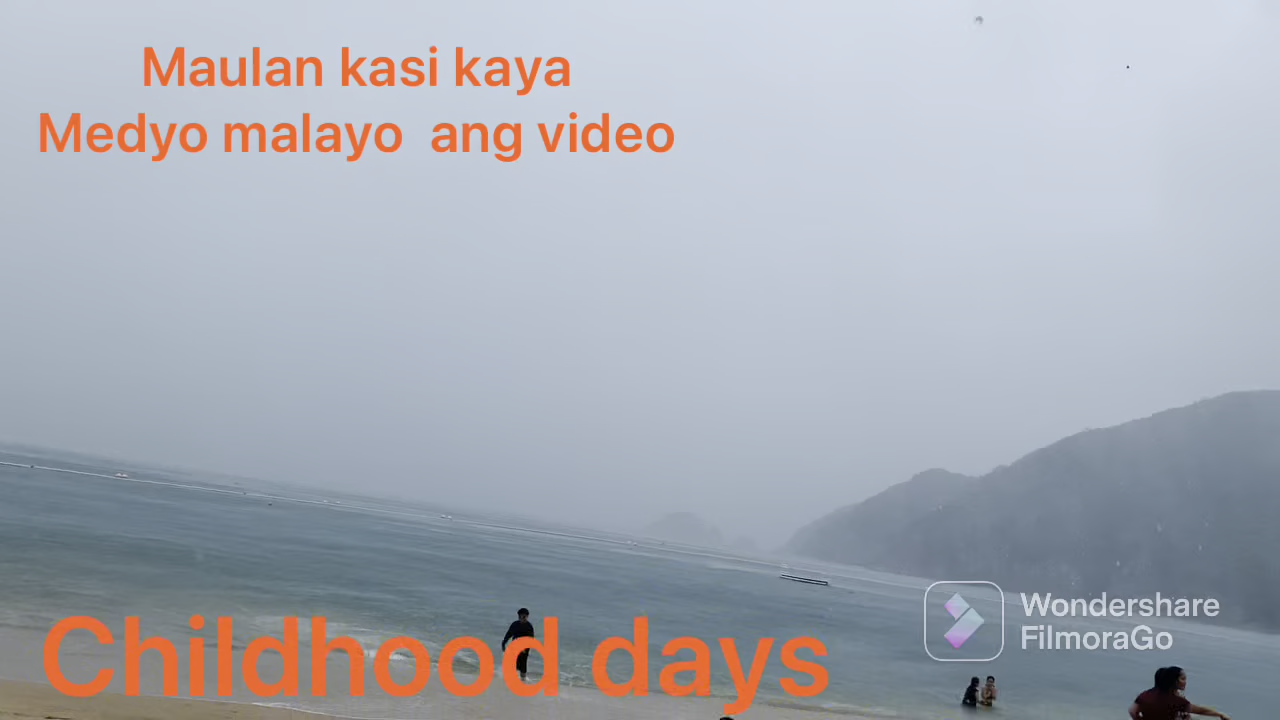 Maulan kasi kaya
Medyo malayo ang video
Childhood days
Wondershare
FilmoraGo